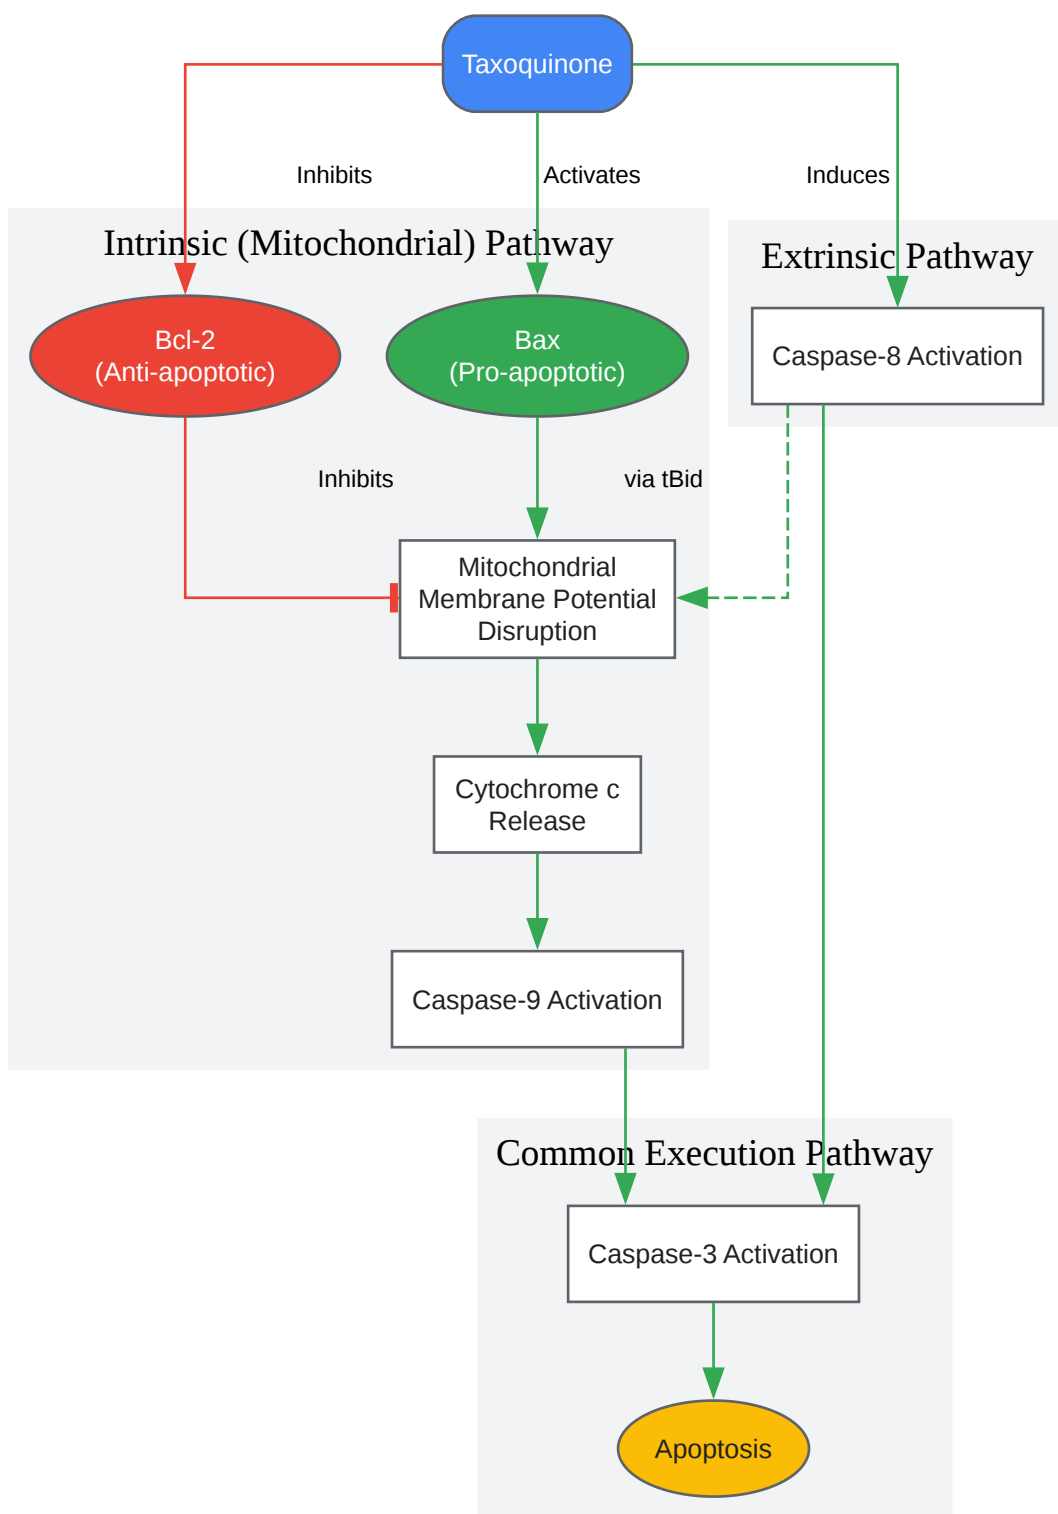 Taxoquinone
Inhibits
Activates
Induces
Intrinsic (Mitochondrial) Pathway
Extrinsic Pathway
Bcl-2
(Anti-apoptotic)
Bax
(Pro-apoptotic)
Caspase-8 Activation
Inhibits
via tBid
Mitochondrial
Membrane Potential
Disruption
Cytochrome c
Release
Caspase-9 Activation
Common Execution Pathway
Caspase-3 Activation
Apoptosis